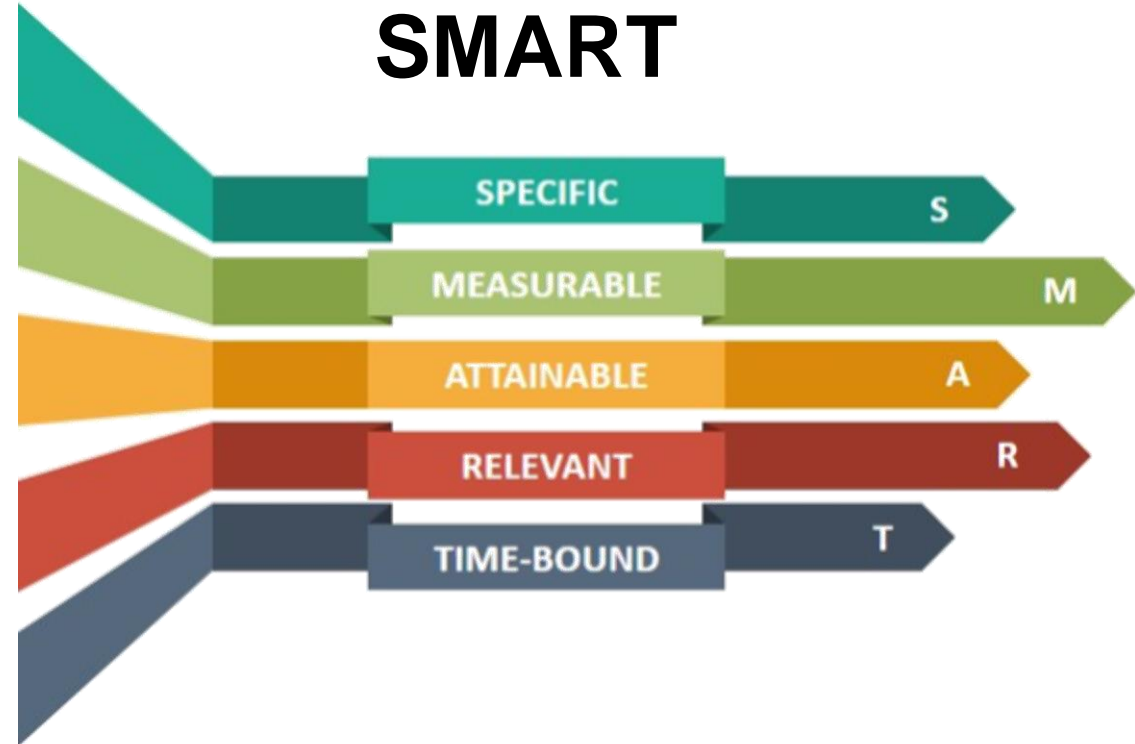 SMART
SPECIFIC S
MEASURABLE M
ATTAINABLE A
RELEVANT R
TIME-BOUND T